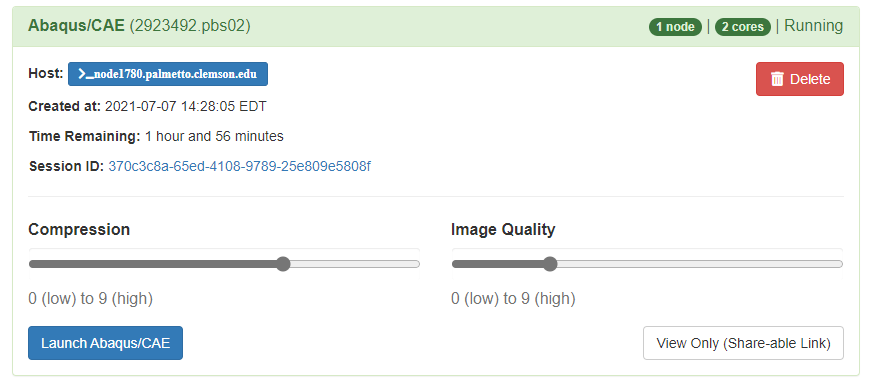 Abaqus/CAE (2923492.pbs02) 1 node | 2 cores | Running
Host: >_node1780.palmetto.clemson.edu Delete
Created at: 2021-07-07 14:28:05 EDT
Time Remaining: 1 hour and 56 minutes
Session ID: 370c3c8a-65ed-4108-9789-25e809e5808f
Compression Image Quality
0 (low) to 9 (high) 0 (low) to 9 (high)
Launch Abaqus/CAE View Only (Share-able Link)